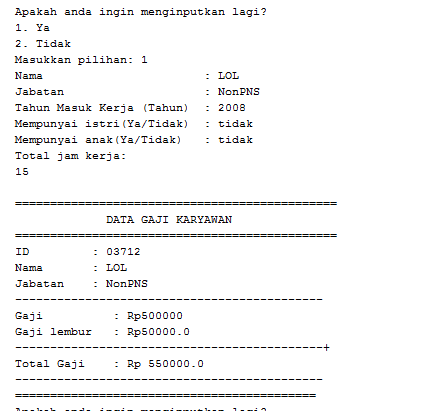 Apakah anda ingin menginputkan lagi?
1. Ya
2. Tidak
Masukkan pilihan: 1
Nama                       : LOL
Jabatan                    : NonPNS
Tahun Masuk Kerja (Tahun)  : 2008
Mempunyai istri(Ya/Tidak)  : tidak
Mempunyai anak(Ya/Tidak)   : tidak
Total jam kerja:
15
==============================================
             DATA GAJI KARYAWAN
==============================================
ID         : 03712
Nama       : LOL
Jabatan    : NonPNS
--------------------------------------------
Gaji          : Rp500000
Gaji lembur   : Rp50000.0
--------------------------------------------+
Total Gaji    : Rp 550000.0
--------------------------------------------
===========================================
Apakah anda ingin menginputkan lagi?